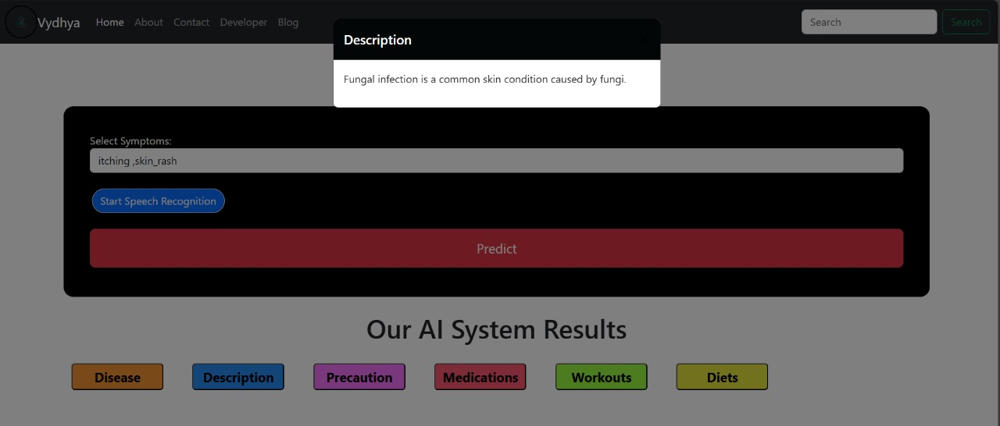 Vydhya Home About Contact Developer Blog Search Search
Description
Fungal infection is a common skin condition caused by fungi.
Select Symptoms:
itching ,skin_rash
Start Speech Recognition
Predict
Our AI System Results
Disease Description Precaution Medications Workouts Diets